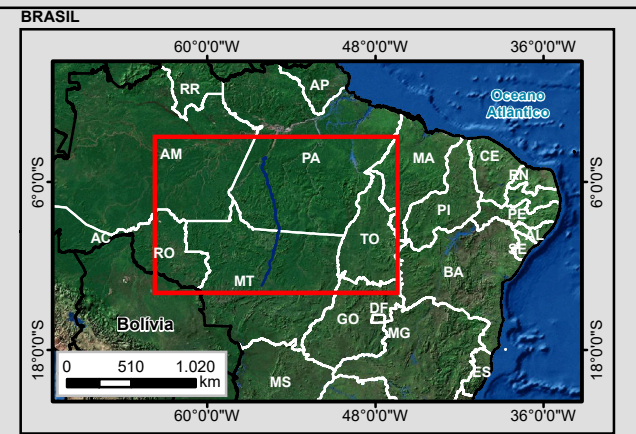 BRASIL
60°0'0"W 48°0'0"W 36°0'0"W
AP
RR
Oceano
Atlântico
AM
PA
MA
CE
RN
6°0'0"S
6°0'0"S
PI
PE
AC
TO
AL
SE
RO
BA
MT
DF
GO
MG
Bolívia
18°0'0"S
18°0'0"S
0 510 1.020
km
MS
ES
60°0'0"W 48°0'0"W 36°0'0"W